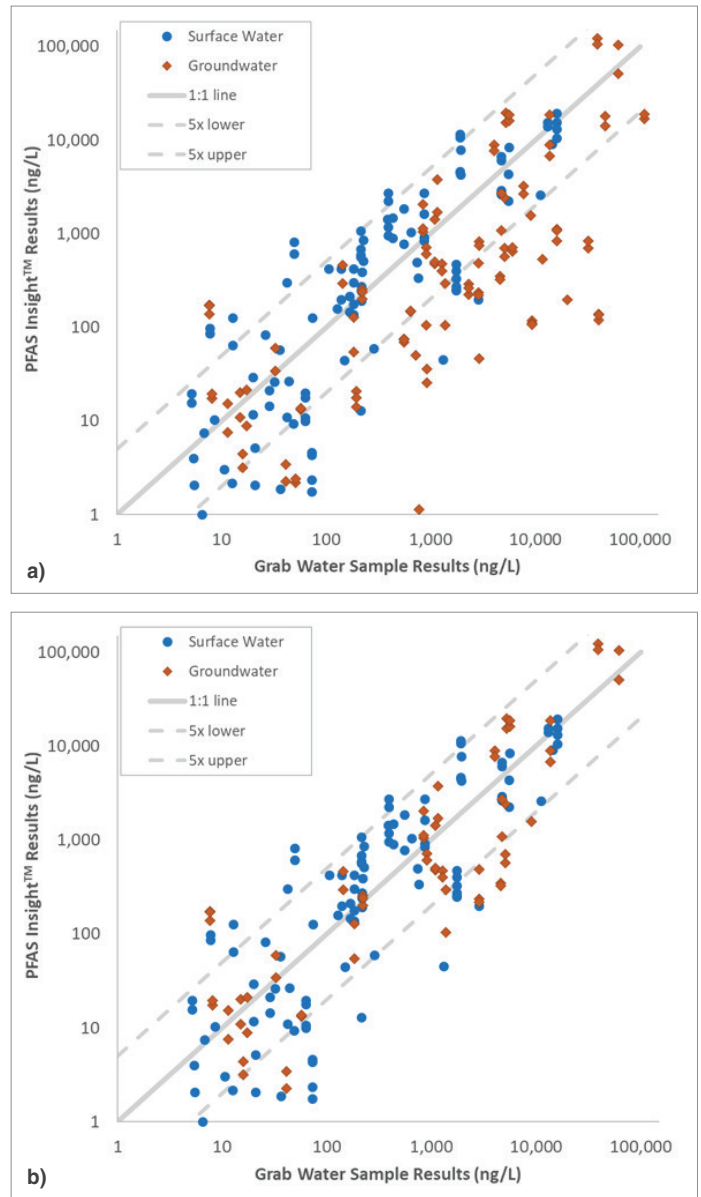 100,000
10,000
1,000
100
10
1
PFAS Insight™ Results (ng/L)
Surface Water
Groundwater
1:1 line
5x lower
5x upper
1 10 100 1,000 10,000 100,000
Grab Water Sample Results (ng/L)
a)
100,000
10,000
1,000
100
10
1
PFAS Insight™ Results (ng/L)
Surface Water
Groundwater
1:1 line
5x lower
5x upper
1 10 100 1,000 10,000 100,000
Grab Water Sample Results (ng/L)
b)